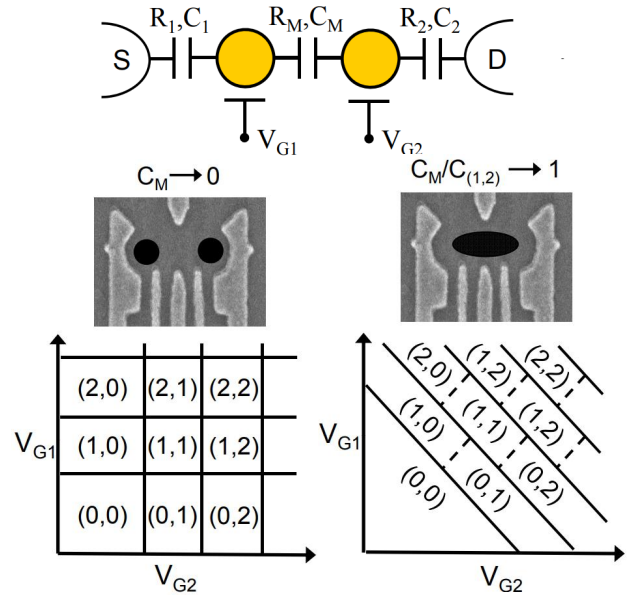 R1,C1
RM,CM
R2,C2
S
D
VG1
VG2
CM → 0
CM/C(1,2) → 1
(2,0) (2,1) (2,2)
(1,0) (1,1) (1,2)
(0,0) (0,1) (0,2)
VG1
VG2
(2,0) (1,2) (2,2)
(1,0) (1,1) (1,2)
(0,0) (0,1) (0,2)
VG1
VG2